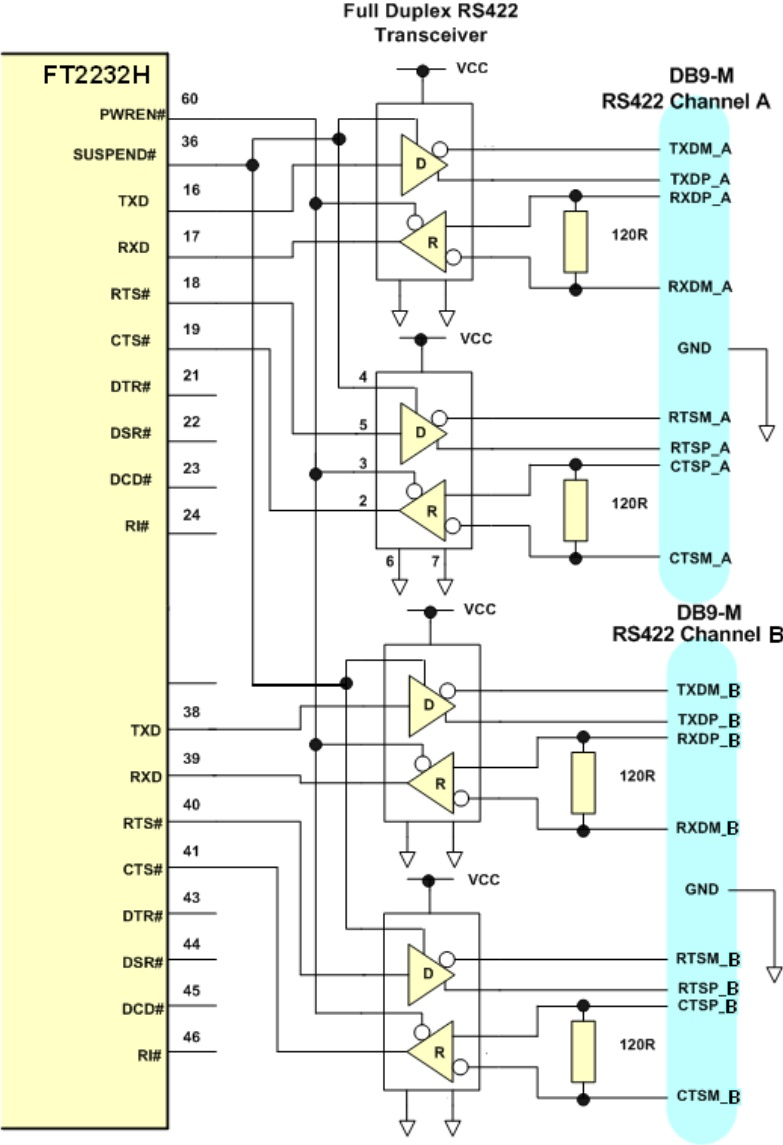 Full Duplex RS422
Transceiver
FT2232H
VCC
DB9-M
RS422 Channel A
PWREN#
60
SUSPEND#
36
D
TXDM_A
TXDP_A
TXD
16
RXDP_A
RXD
17
R
120R
RTS#
18
RXDM_A
CTS#
19
VCC
GND
DTR#
21
4
DSR#
22
5
D
RTSM_A
RTSP_A
DCD#
23
3
CTSP_A
RI#
24
2
R
120R
6
7
CTSM_A
VCC
DB9-M
RS422 Channel B
D
TXDM_B
TXDP_B
TXD
38
RXDP_B
RXD
39
R
120R
RTS#
40
RXDM_B
CTS#
41
VCC
GND
DTR#
43
DSR#
44
D
RTSM_B
RTSP_B
DCD#
45
CTSP_B
RI#
46
R
120R
CTSM_B